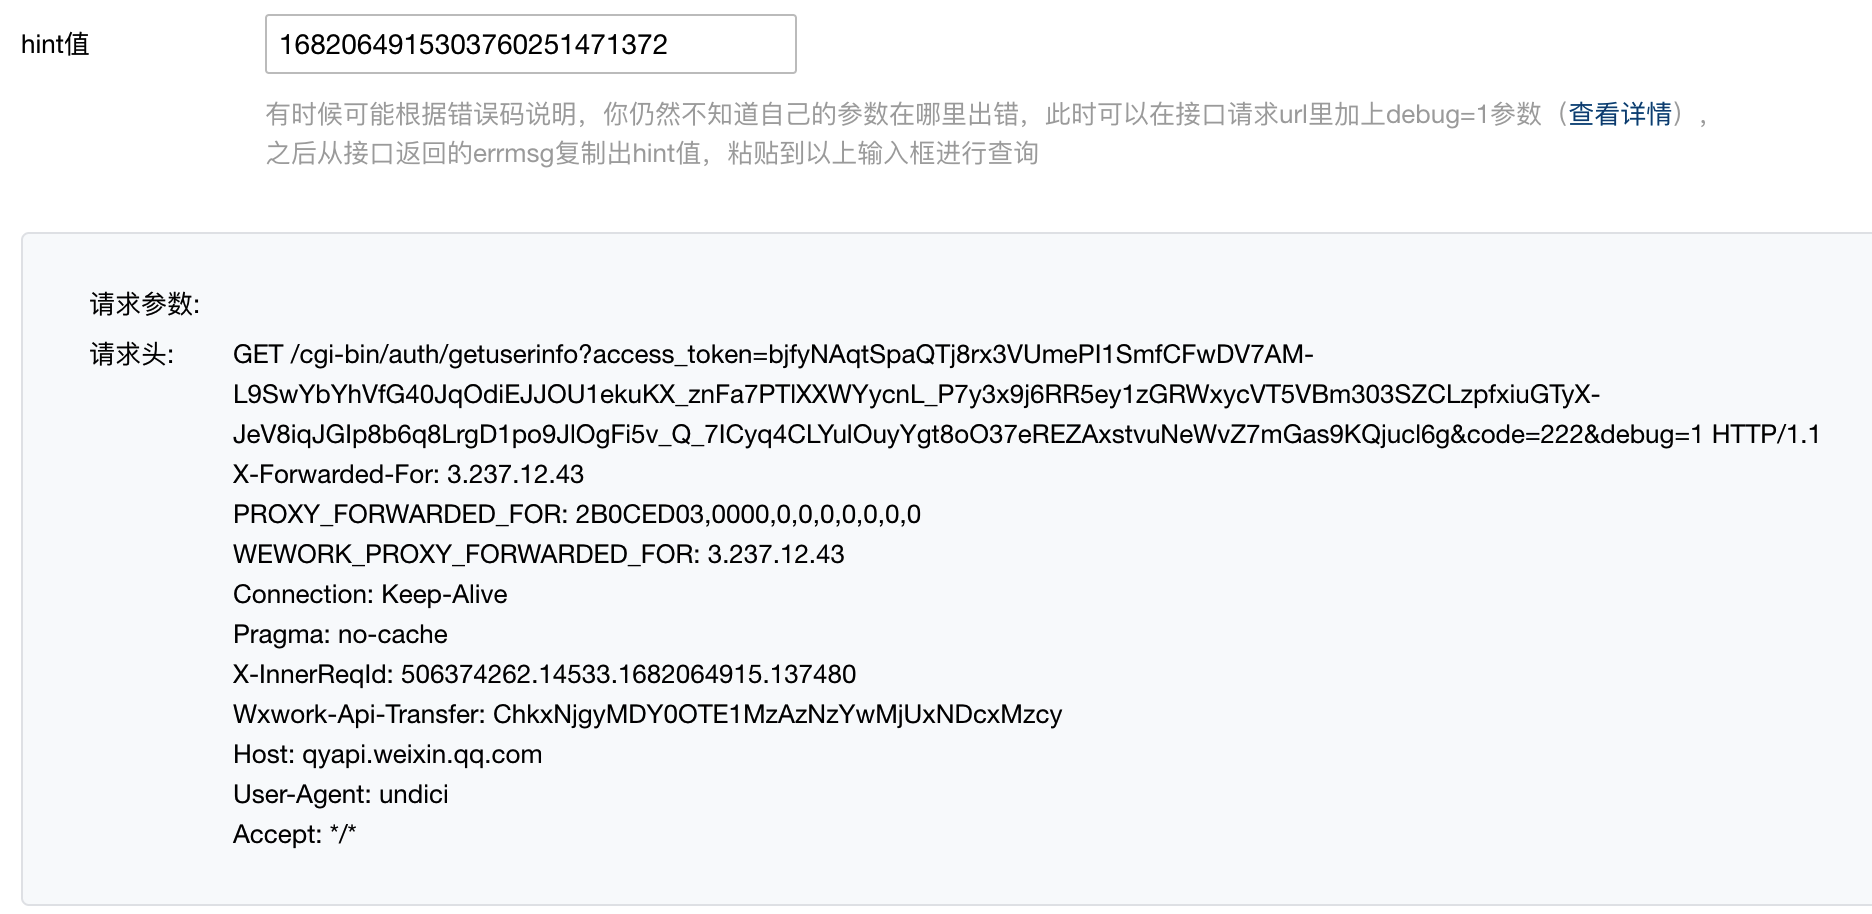 hint值
1682064915303760251471372
有时候可能根据错误码说明，你仍然不知道自己的参数在哪里出错，此时可以在接口请求url里加上debug=1参数（查看详情），
之后从接口返回的errmsg复制出hint值，粘贴到以上输入框进行查询
请求参数:
请求头:
GET /cgi-bin/auth/getuserinfo?access_token=bjfyNAqtSpaQTj8rx3VUmePI1SmfCFwDV7AM-
L9SwYbYhVfG40JqOdiEJJOU1ekuKX_znFa7PTlXXWYycnL_P7y3x9j6RR5ey1zGRWxycVT5VBm303SZCLzpfxiuGTyX-
JeV8iqJGIp8b6q8LrgD1po9JlOgFi5v_Q_7ICyq4CLYulOuyYgt8oO37eREZAxstvuNeWvZ7mGas9KQjucl6g&code=222&debug=1 HTTP/1.1
X-Forwarded-For: 3.237.12.43
PROXY_FORWARDED_FOR: 2B0CED03,0000,0,0,0,0,0,0,0
WEWORK_PROXY_FORWARDED_FOR: 3.237.12.43
Connection: Keep-Alive
Pragma: no-cache
X-InnerReqId: 506374262.14533.1682064915.137480
Wxwork-Api-Transfer: ChkxNjgyMDY0OTE1MzAzNzYwMjUxNDcxMzcy
Host: qyapi.weixin.qq.com
User-Agent: undici
Accept: */*